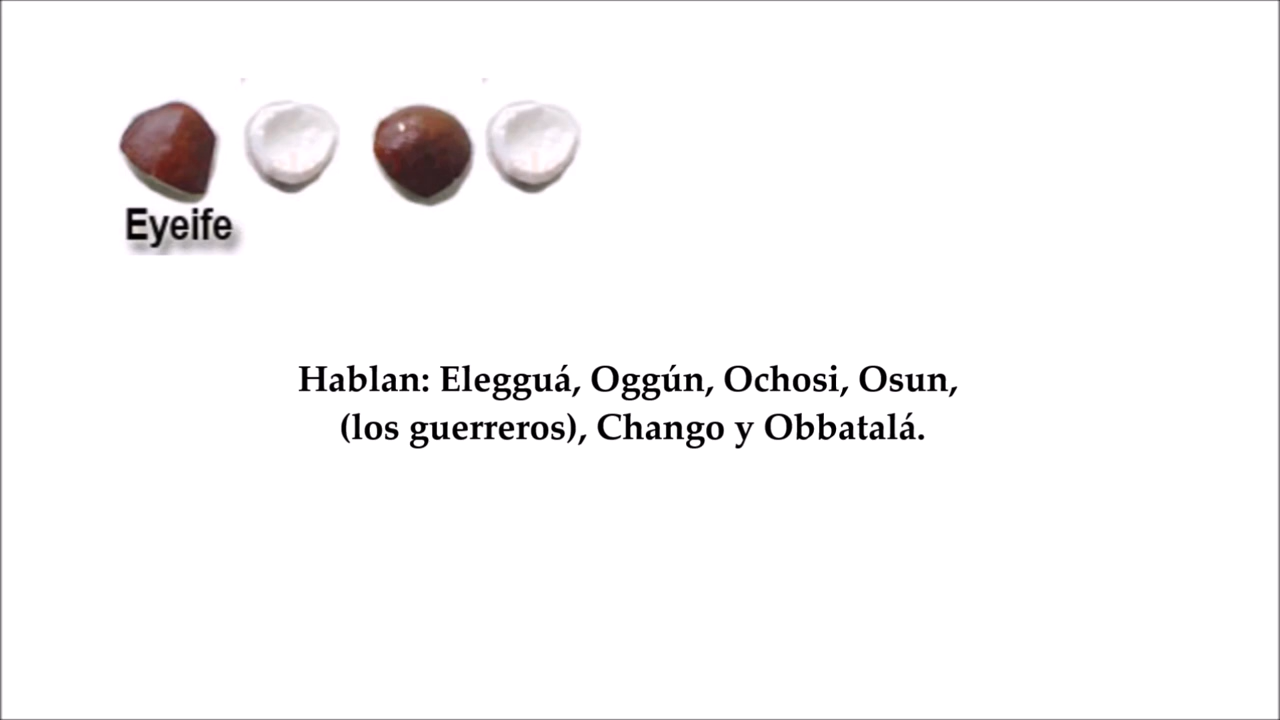 Eyeife
Hablan: Elegguá, Oggún, Ochosi, Osun,
(los guerreros), Chango y Obbatalá.